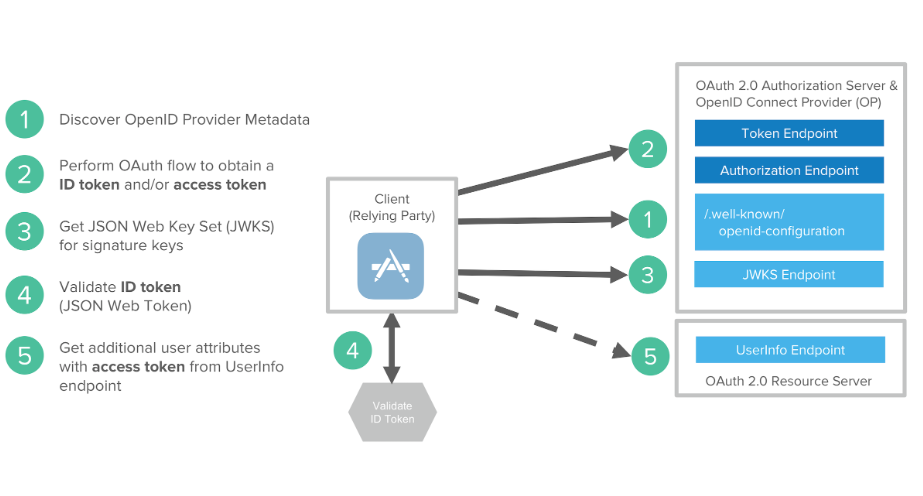 1
Discover OpenID Provider Metadata
2
Perform OAuth flow to obtain a
ID token and/or access token
3
Get JSON Web Key Set (JWKS)
for signature keys
4
Validate ID token
(JSON Web Token)
5
Get additional user attributes
with access token from UserInfo
endpoint
Client
(Relying Party)
4
Validate
ID Token
2
1
3
5
OAuth 2.0 Authorization Server &
OpenID Connect Provider (OP)
Token Endpoint
Authorization Endpoint
/.well-known/
openid-configuration
JWKS Endpoint
UserInfo Endpoint
OAuth 2.0 Resource Server